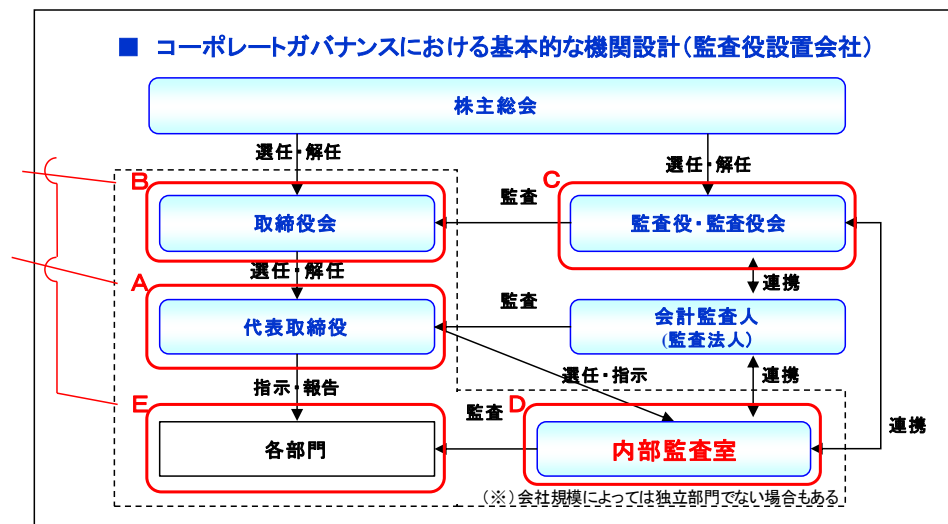 ■ コーポレートガバナンスにおける基本的な機関設計(監査役設置会社)
株主総会
選任・解任
選任・解任
B
C
取締役会
監査
監査役・監査役会
選任・解任
連携
A
代表取締役
監査
会計監査人
(監査法人)
指示・報告
選任・指示
連携
E
監査
D
連携
各部門
内部監査室
(※)会社規模によっては独立部門でない場合もある